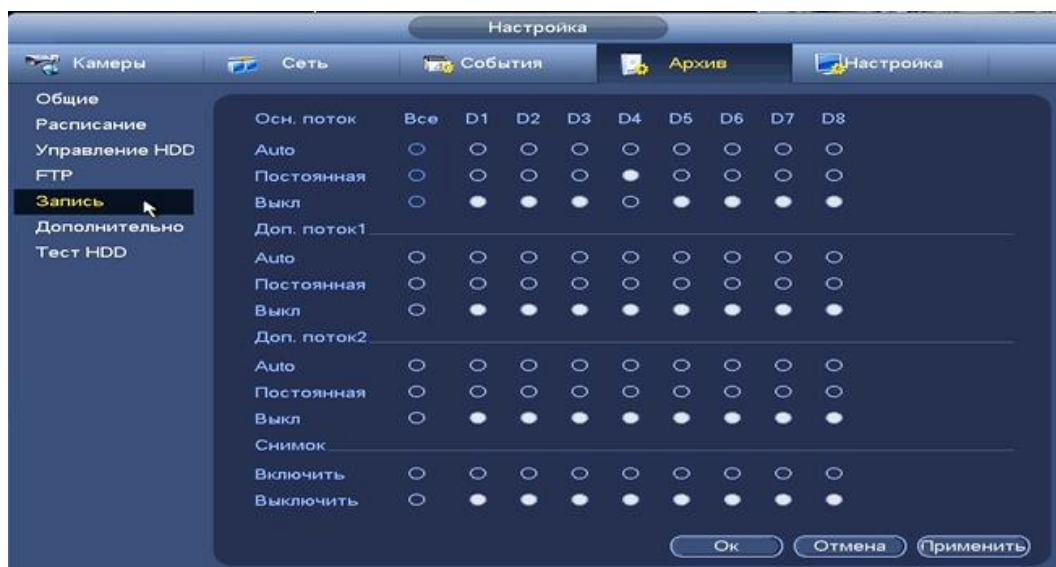 Настройка
Камеры Сеть События Архив Настройка
Общие
Расписание
Управление HDD
FTP
Запись
Дополнительно
Тест HDD
Осн. поток Все D1 D2 D3 D4 D5 D6 D7 D8
Auto
Постоянная
Выкл
Доп. поток1
Auto
Постоянная
Выкл
Доп. поток2
Auto
Постоянная
Выкл
Снимок
Включить
Выключить
Ок Отмена Применить